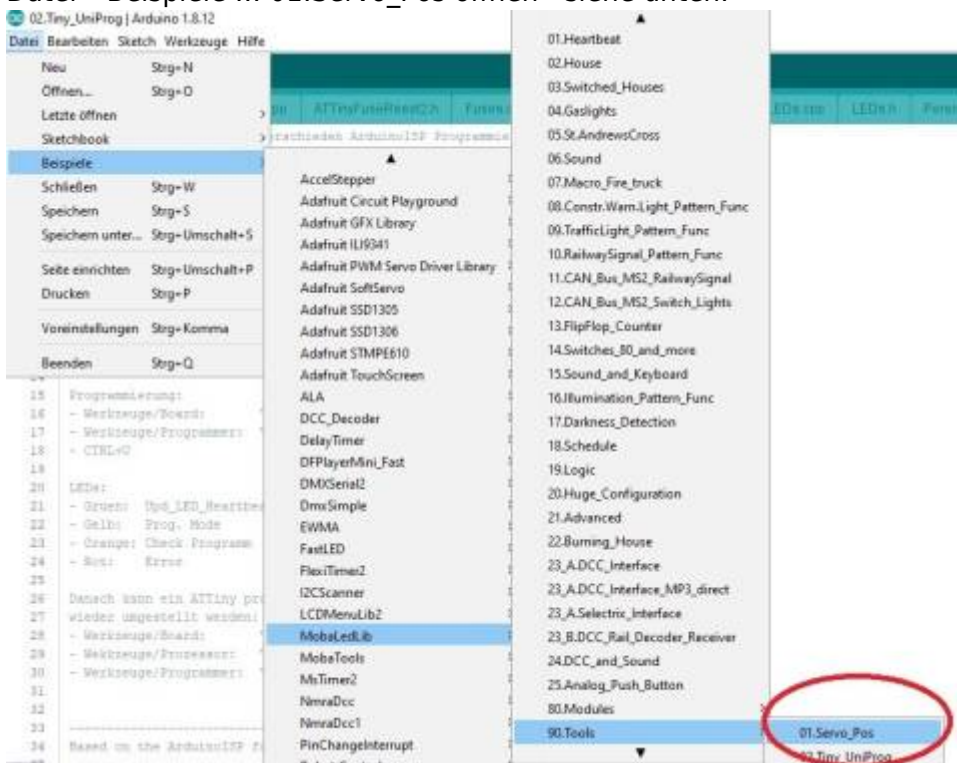 02.Tiny_UniProg | Arduino 1.8.12
Datei Bearbeiten Sketch Werkzeuge Hilfe
Neu Strg+N
Öffnen... Strg+O
Letzte öffnen
Sketchbook
Beispiele
Schließen Strg+W
Speichern Strg+S
Speichern unter... Strg+Umschalt+S
Seite einrichten Strg+Umschalt+P
Drucken Strg+P
Voreinstellungen Strg+Komma
Beenden Strg+Q
AccelStepper
Adafruit Circuit Playground
Adafruit GFX Library
Adafruit ILI9341
Adafruit PWM Servo Driver Library
Adafruit SoftServo
Adafruit SSD1305
Adafruit SSD1306
Adafruit STMPE610
Adafruit TouchScreen
ALA
DCC_Decoder
DelayTimer
DFPlayerMini_Fast
DMXSerial2
DmxSimple
EWMA
FastLED
FlexiTimer2
I2CScanner
LCDMenuLib2
MobaLedLib
MobaTools
MsTimer2
NmraDcc
NmraDcc1
PinChangeInterrupt
01.Heartbeat
02.House
03.Switched_Houses
04.Gaslights
05.St.AndrewsCross
06.Sound
07.Macro_Fire_truck
08.Constr.Warn.Light_Pattern_Func
09.TrafficLight_Pattern_Func
10.RailwaySignal_Pattern_Func
11.CAN_Bus_MS2_RailwaySignal
12.CAN_Bus_MS2_Switch_Lights
13.FlipFlop_Counter
14.Switches_80_and_more
15.Sound_and_Keyboard
16.Illumination_Pattern_Func
17.Darkness_Detection
18.Schedule
19.Logic
20.Huge_Configuration
21.Advanced
22.Burning_House
23_A.DCC_Interface
23_A.DCC_Interface_MP3_direct
23_A.Selectrix_Interface
23_B.DCC_Rail_Decoder_Receiver
24.DCC_and_Sound
25.Analog_Push_Button
80.Modules
90.Tools
01.Servo_Pos
02.Tiny_UniProg
ATTinyFuseReset2.h
LEDs.cpp LEDs.h
15 Programmierung:
16 - Werkzeuge/Board:
17 - Werkzeuge/Programmer:
18 - CTRL+U
19
20 LEDs:
21 - Gruen: Upd_LED_Heartbea
22 - Gelb: Prog. Mode
23 - Orange: Check Programm
24 - Rot: Error
25
26 Danach kann ein ATTiny pro
27 wieder umgestellt werden:
28 - Werkzeuge/Board:
29 - Werkzeuge/Prozessor:
30 - Werkzeuge/Programmer:
31
32
33
34 Based on the ArduinoISP